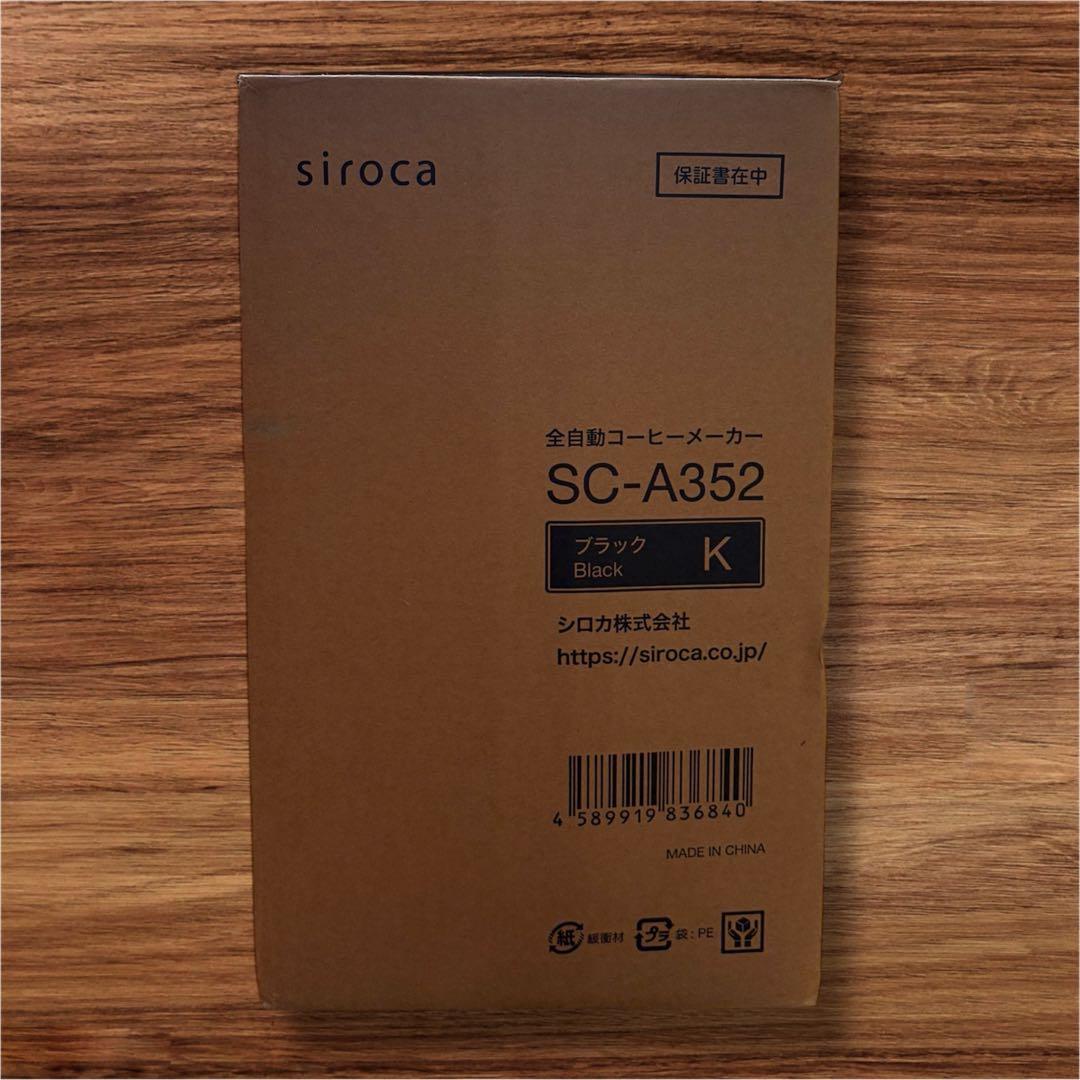 siroca
保証書在中
全自動コーヒーメーカー
SC-A352
ブラック
Black
K
シロカ株式会社
https://siroca.co.jp/
4 589919 836840
MADE IN CHINA
紙 緩衝材 プラ 袋:PE